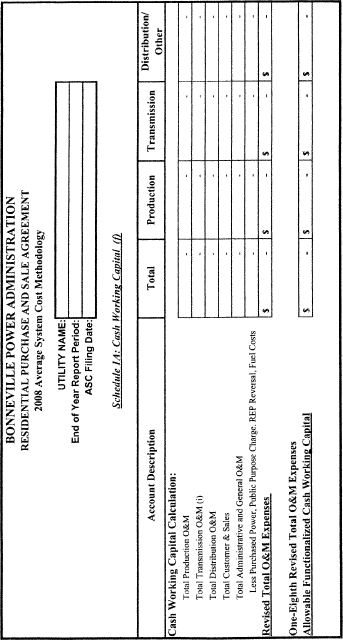 BONNEVILLE POWER ADMINISTRATION
RESIDENTIAL PURCHASE AND SALE AGREEMENT
2008 Average System Cost Methodology
UTILITY NAME:
End of Year Report Period:
ASC Filing Date:
Schedule 1A: Cash Working Capital (f)
Account Description Total Production Transmission Distribution/ Other
Cash Working Capital Calculation:
Total Production O&M - - - -
Total Transmission O&M (i) - - - -
Total Distribution O&M - - - -
Total Customer & Sales - - - -
Total Administrative and General O&M - - - -
Less Purchased Power, Public Purpose Charge, REP Reversal, Fuel Costs - - - -
Revised Total O&M Expenses $ - $ - $ - $ -
One-Eighth Revised Total O&M Expenses
Allowable Functionalized Cash Working Capital $ - $ - $ - $ -